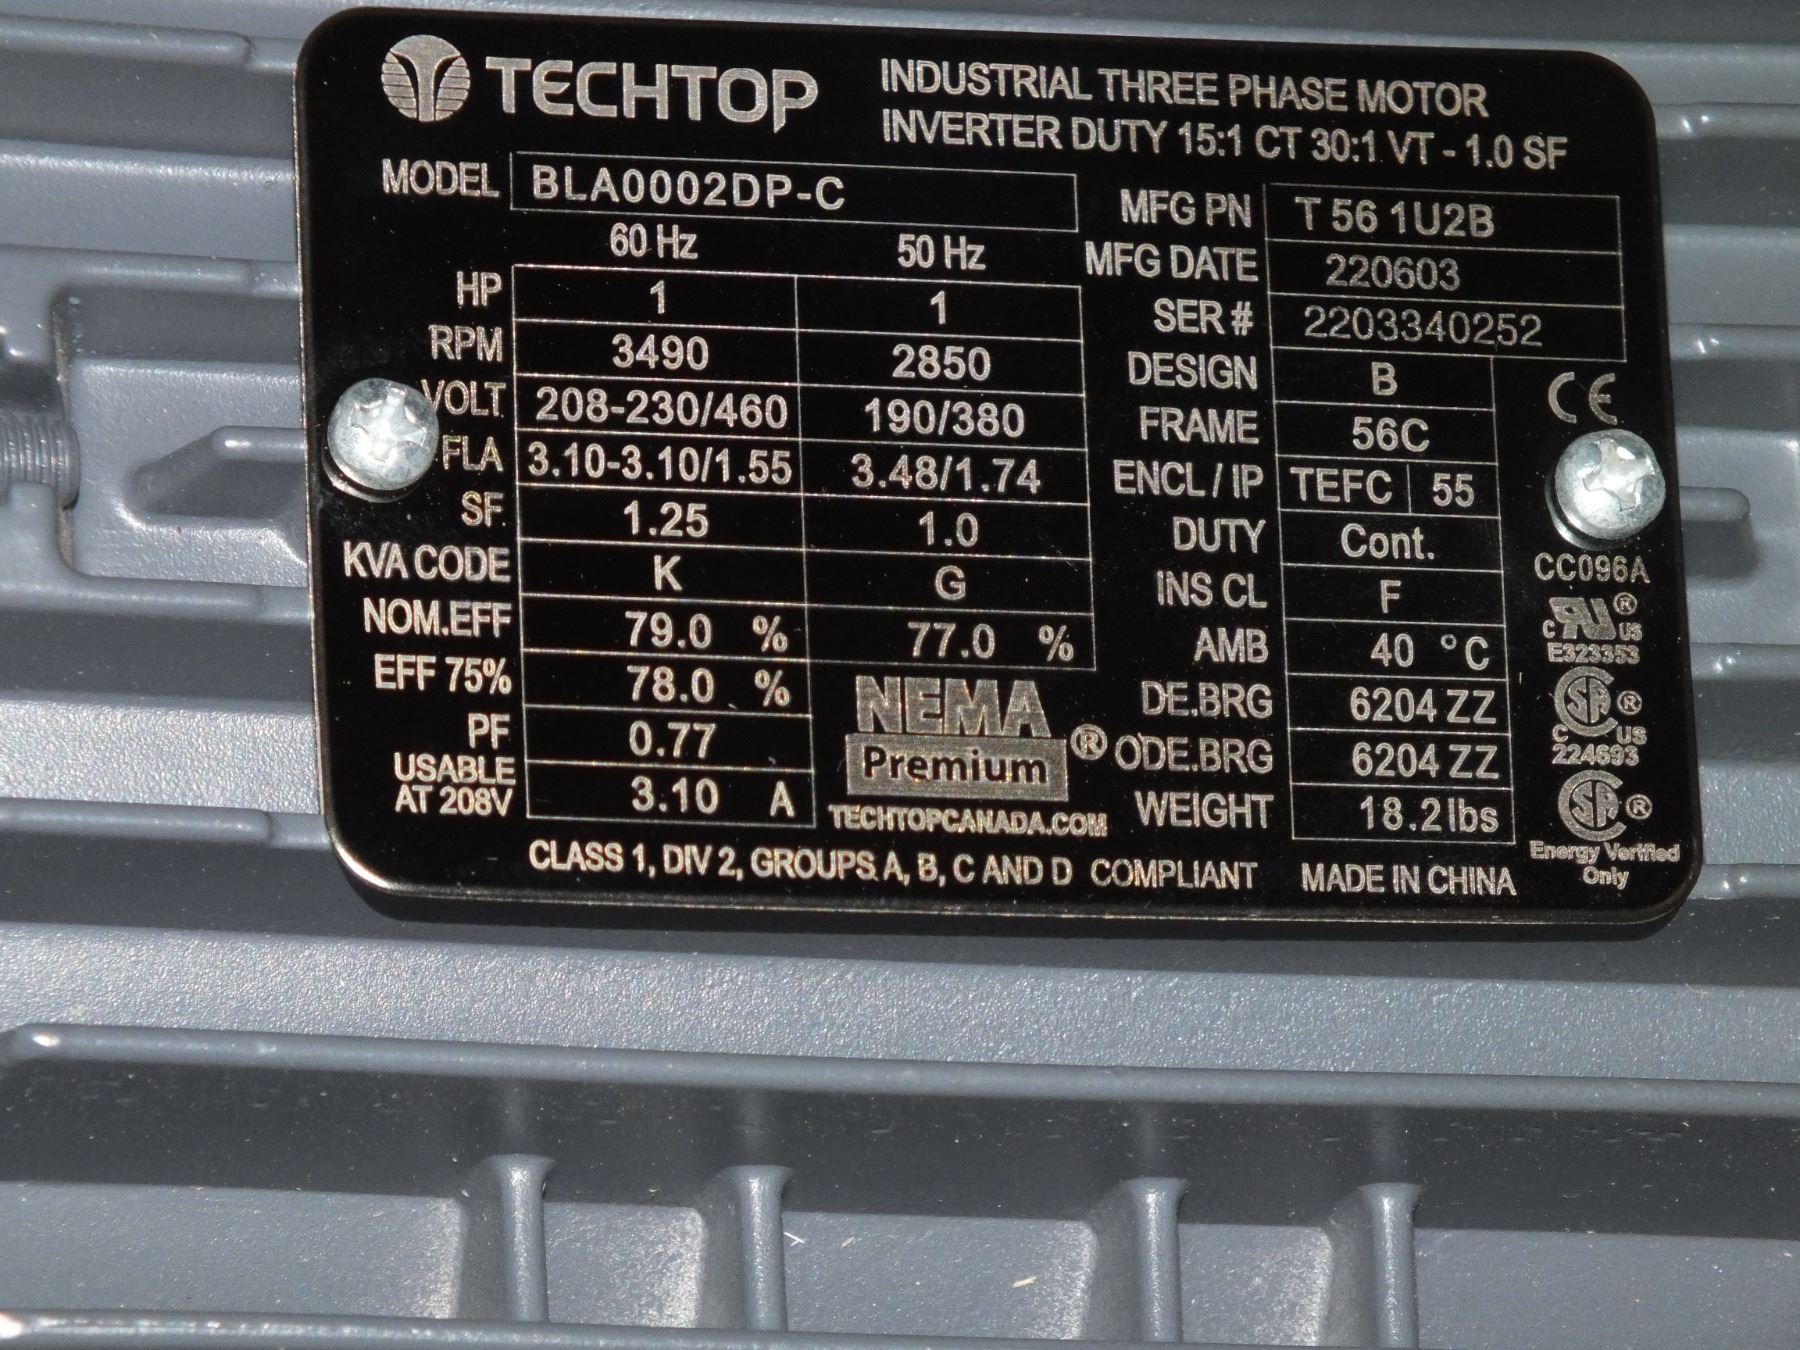 TECHTOP
INDUSTRIAL THREE PHASE MOTOR
INVERTER DUTY 15:1 CT 30:1 VT - 1.0 SF
MODEL BLA0002DP-C
60 Hz 50 Hz
HP 1 1
RPM 3490 2850
VOLT 208-230/460 190/380
FLA 3.10-3.10/1.55 3.48/1.74
SF 1.25 1.0
KVA CODE K G
NOM.EFF 79.0 % 77.0 %
EFF 75% 78.0 %
PF 0.77
USABLE
AT 208V 3.10 A
NEMA
Premium ®
TECHTOPCANADA.COM
MFG PN T 56 1U2B
MFG DATE 220603
SER # 2203340252
DESIGN B
FRAME 56C
ENCL / IP TEFC 55
DUTY Cont.
INS CL F
AMB 40 °C
DE.BRG 6204 ZZ
ODE.BRG 6204 ZZ
WEIGHT 18.2 lbs
CE
CC096A
C RU ® US
E323353
SA ®
C US
224693
SA ®
Energy Verified
Only
CLASS 1, DIV 2, GROUPS A, B, C AND D COMPLIANT MADE IN CHINA